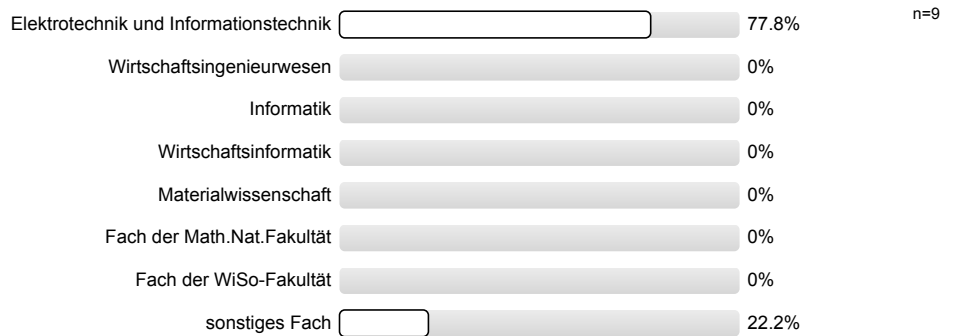 Elektrotechnik und Informationstechnik 77.8% n=9
Wirtschaftsingenieurwesen 0%
Informatik 0%
Wirtschaftsinformatik 0%
Materialwissenschaft 0%
Fach der Math.Nat.Fakultät 0%
Fach der WiSo-Fakultät 0%
sonstiges Fach 22.2%